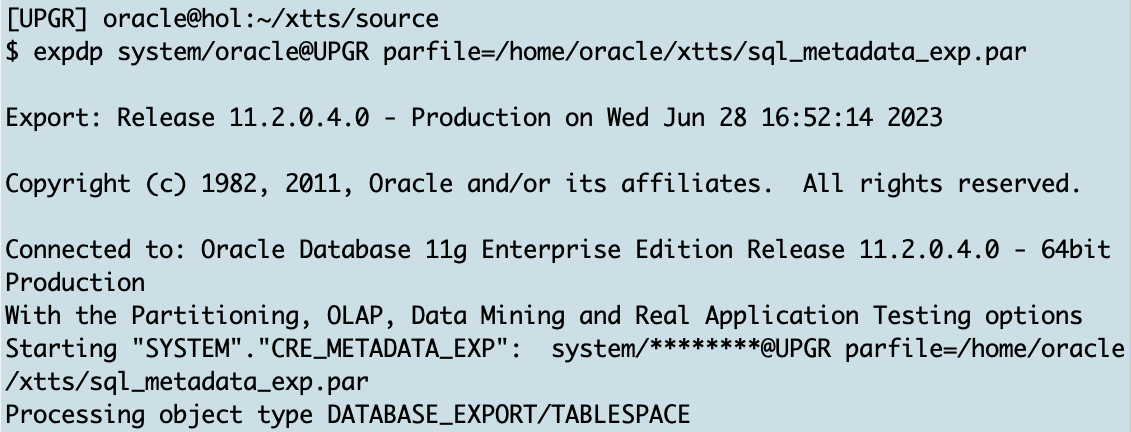 [UPGR] oracle@hol:~/xtts/source
$ expdp system/oracle@UPGR parfile=/home/oracle/xtts/sql_metadata_exp.par
Export: Release 11.2.0.4.0 - Production on Wed Jun 28 16:52:14 2023
Copyright (c) 1982, 2011, Oracle and/or its affiliates.  All rights reserved.
Connected to: Oracle Database 11g Enterprise Edition Release 11.2.0.4.0 - 64bit
Production
With the Partitioning, OLAP, Data Mining and Real Application Testing options
Starting "SYSTEM"."CRE_METADATA_EXP":  system/********@UPGR parfile=/home/oracle
/xtts/sql_metadata_exp.par
Processing object type DATABASE_EXPORT/TABLESPACE